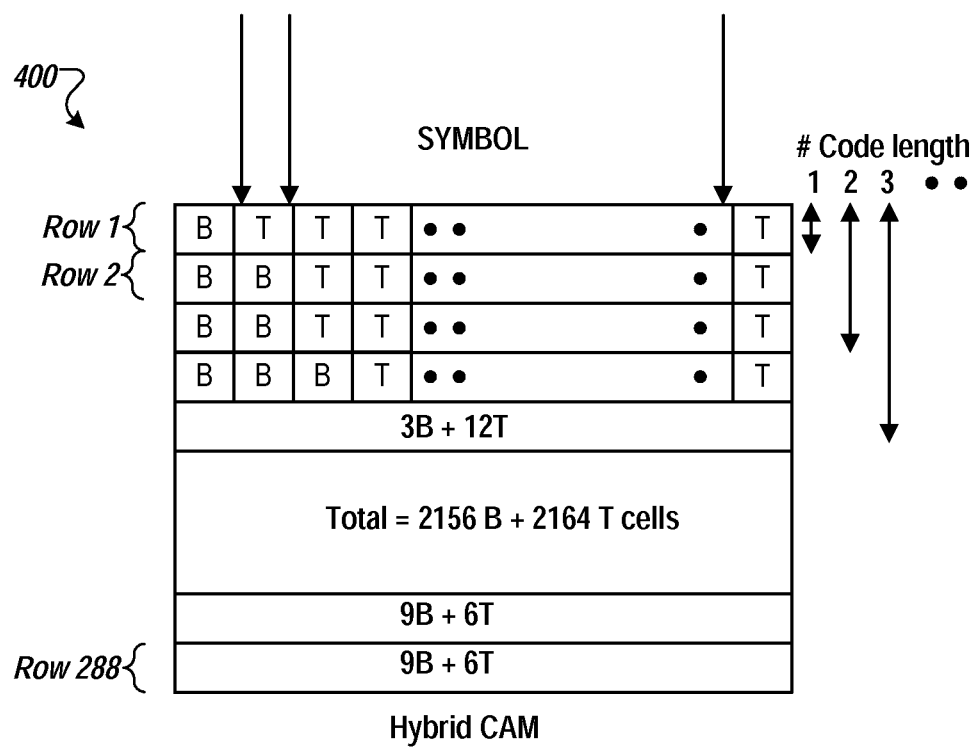 400
SYMBOL
# Code length
1 2 3 • •
Row 1 B T T T • • • T
Row 2 B B T T • • • T
B B T T • • • T
B B B T • • • T
3B + 12T
Total = 2156 B + 2164 T cells
9B + 6T
Row 288 9B + 6T
Hybrid CAM